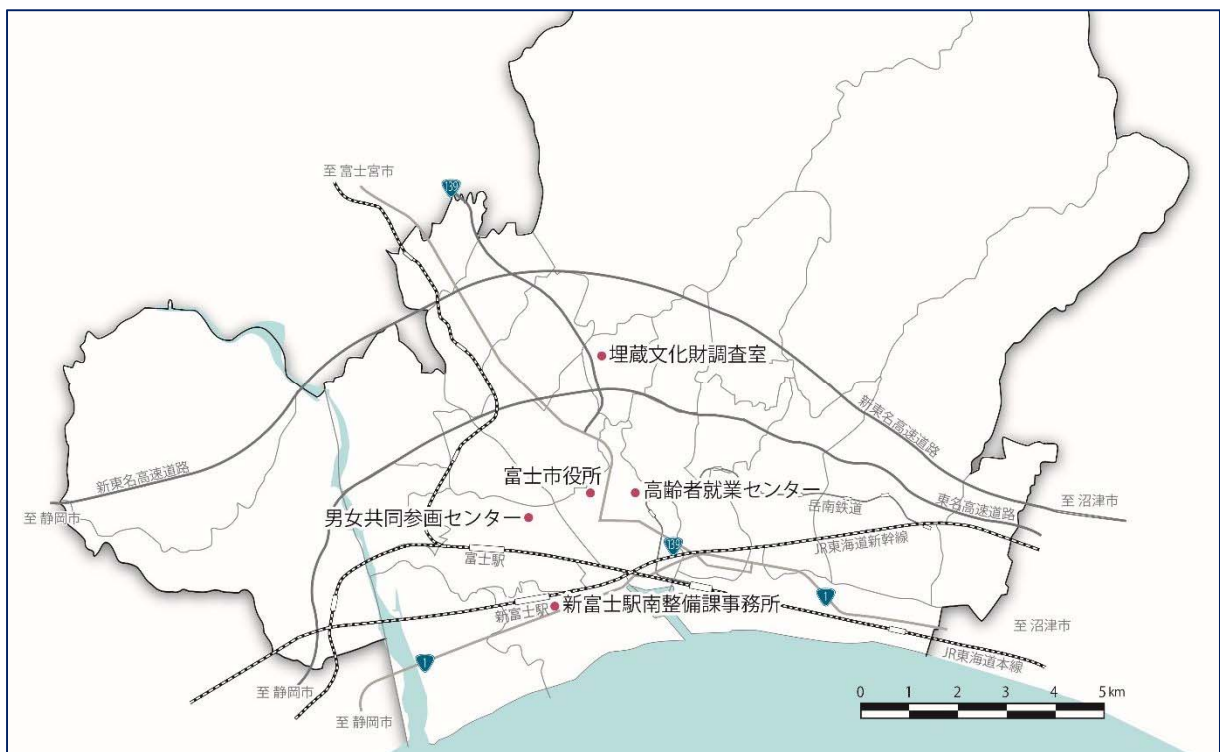 至 富士宮市
139
埋蔵文化財調査室
新東名高速道路
新東名高速道路
富士市役所
高齢者就業センター
岳南鉄道
東名高速道路
至 沼津市
至 静岡市
男女共同参画センター
139
JR東海道新幹線
富士駅
新富士駅
新富士駅南整備課事務所
1
至 沼津市
1
JR東海道本線
至 静岡市
至 静岡市
0 1 2 3 4 5km